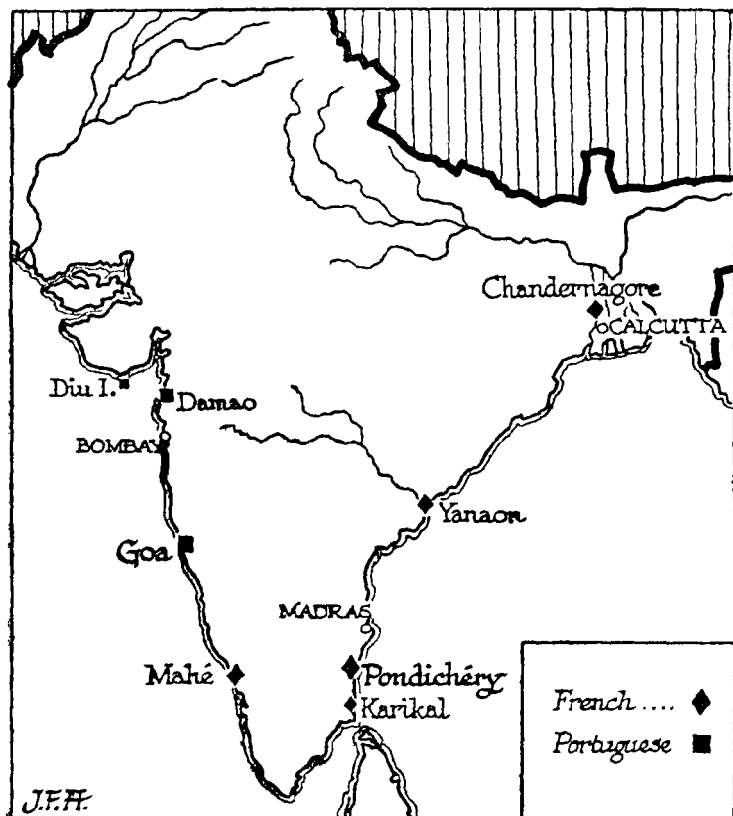 Chandernagore
CALCUTTA
Diu I.
Damao
BOMBAY
Yanaon
Goa
MADRAS
Mahé
Pondichéry
Karikal
French ....
Portuguese
J.F.H.